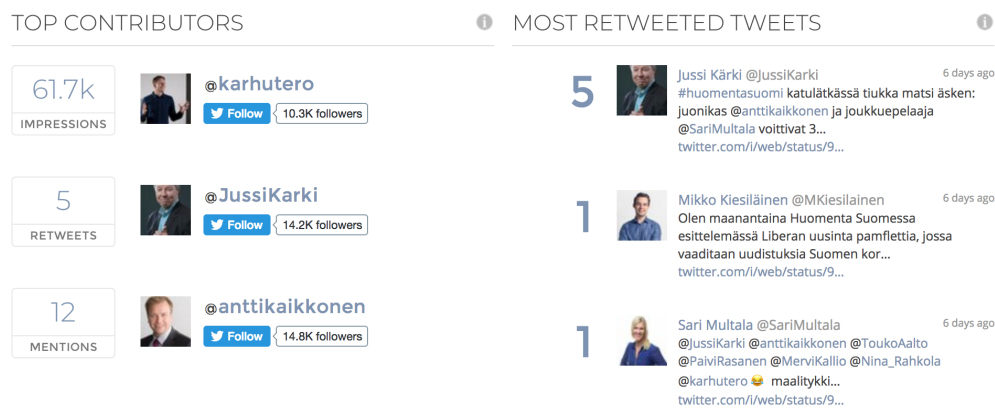 TOP CONTRIBUTORS
61.7k
IMPRESSIONS
@karhutero
Follow
10.3K followers
5
RETWEETS
@JussiKarki
Follow
14.2K followers
12
MENTIONS
@anttikaikkonen
Follow
14.8K followers
MOST RETWEETED TWEETS
5
Jussi Kärki @JussiKarki
6 days ago
#huomentasuomi katulätkässä tiukka matsi äsken:
juonikas @anttikaikkonen ja joukkuepelaaja
@SariMultala voittivat 3...
twitter.com/i/web/status/9...
1
Mikko Kiesiläinen @MKiesilainen
6 days ago
Olen maanantaina Huomenta Suomessa
esittelemässä Liberan uusinta pamflettia, jossa
vaaditaan uudistuksia Suomen kor...
twitter.com/i/web/status/9...
1
Sari Multala @SariMultala
6 days ago
@JussiKarki @anttikaikkonen @ToukoAalto
@PaiviRasanen @MerviKallio @Nina_Rahkola
@karhutero 😂 maalitykki...
twitter.com/i/web/status/9...